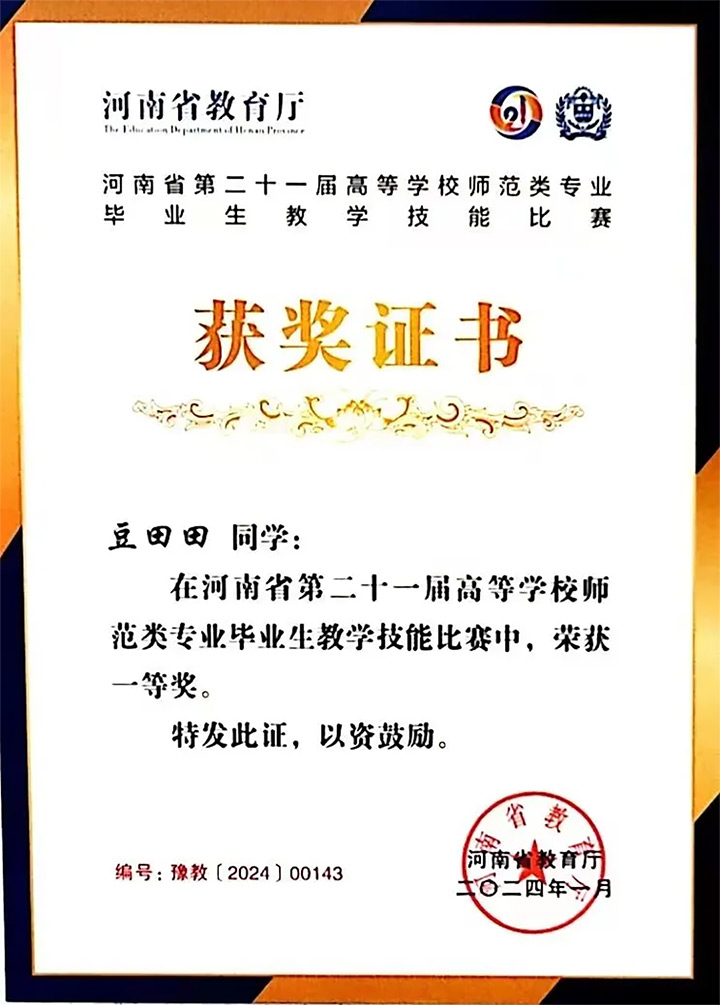 河南省教育厅
The Education Department of Henan Province
21
河南省第二十一届高等学校师范类专业
毕业生教学技能比赛
获奖证书
豆田田 同学：
在河南省第二十一届高等学校师
范类专业毕业生教学技能比赛中，荣获
一等奖。
特发此证，以资鼓励。
河南省教育厅
编号：豫教〔2024〕00143
河南省教育厅
二〇二四年一月